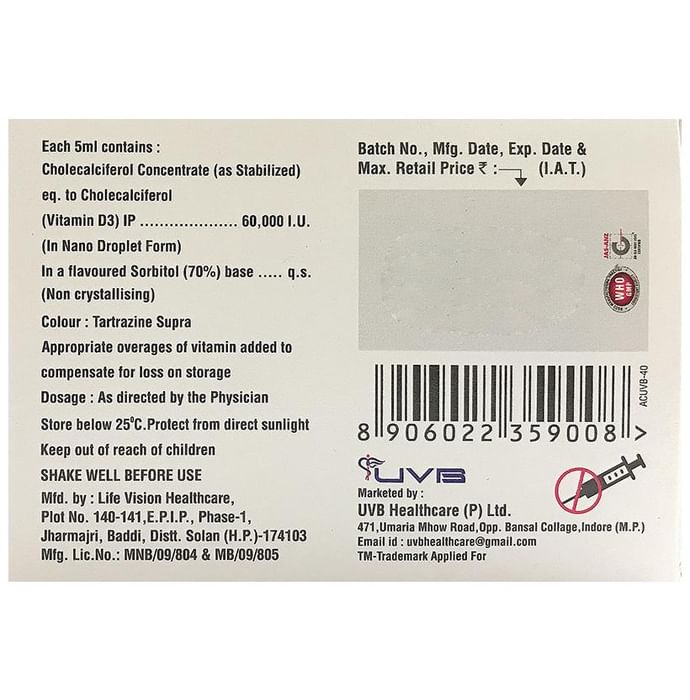 Each 5ml contains :
Cholecalciferol Concentrate (as Stabilized)
eq. to Cholecalciferol
(Vitamin D3) IP ................... 60,000 I.U.
(In Nano Droplet Form)
In a flavoured Sorbitol (70%) base ..... q.s.
(Non crystallising)
Colour : Tartrazine Supra
Appropriate overages of vitamin added to
compensate for loss on storage
Dosage : As directed by the Physician
Store below 25⁰C.Protect from direct sunlight
Keep out of reach of children
SHAKE WELL BEFORE USE
Mfd. by : Life Vision Healthcare,
Plot No. 140-141,E.P.I.P., Phase-1,
Jharmajri, Baddi, Distt. Solan (H.P.)-174103
Mfg. Lic.No.: MNB/09/804 & MB/09/805
Batch No., Mfg. Date, Exp. Date &
Max. Retail Price ₹ : (I.A.T.)
JAS-ANZ
WHO
GMP
ACUVB-40
8 906022 359008 >
UVB
Marketed by :
UVB Healthcare (P) Ltd.
471,Umaria Mhow Road,Opp. Bansal Collage,Indore (M.P.)
Email id : uvbhealthcare@gmail.com
TM-Trademark Applied For